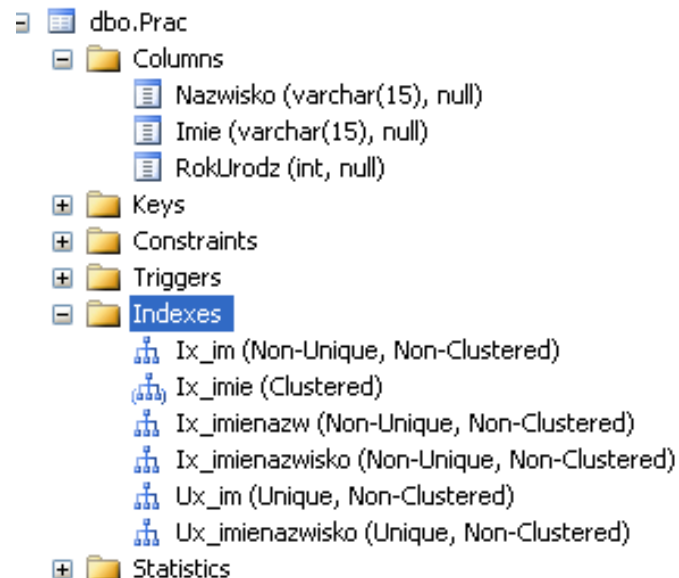 dbo.Prac
Columns
Nazwisko (varchar(15), null)
Imie (varchar(15), null)
RokUrodz (int, null)
Keys
Constraints
Triggers
Indexes
Ix_im (Non-Unique, Non-Clustered)
Ix_imie (Clustered)
Ix_imienazw (Non-Unique, Non-Clustered)
Ix_imienazwisko (Non-Unique, Non-Clustered)
Ux_im (Unique, Non-Clustered)
Ux_imienazwisko (Unique, Non-Clustered)
Statistics